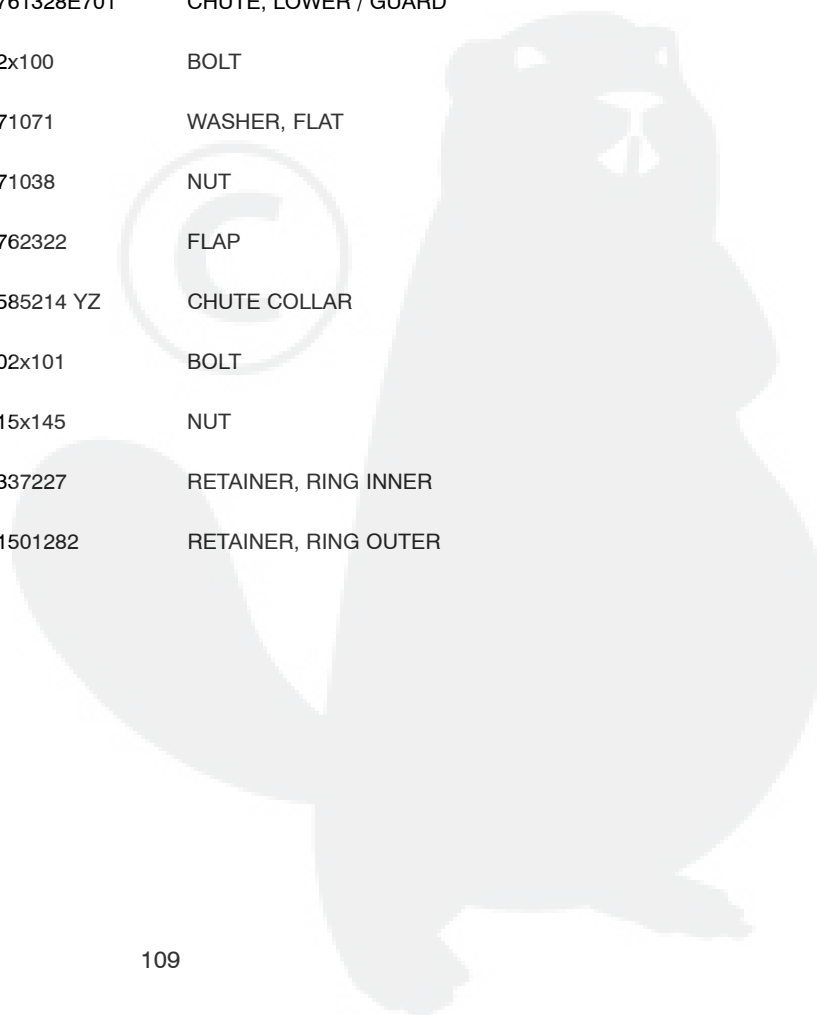 761328E701 CHUTE, LOWER / GUARD
2x100 BOLT
71071 WASHER, FLAT
71038 NUT
762322 FLAP
585214 YZ CHUTE COLLAR
02x101 BOLT
15x145 NUT
337227 RETAINER, RING INNER
1501282 RETAINER, RING OUTER
©
109